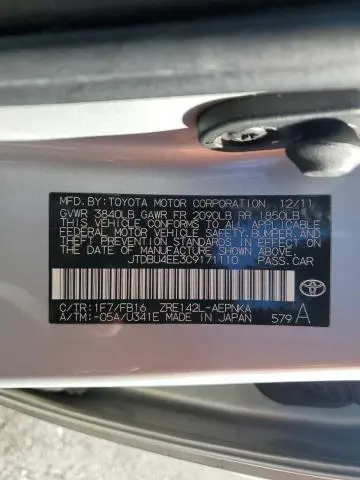 MFD. BY: TOYOTA MOTOR CORPORATION 12/11
GVWR 3840LB GAWR FR 2090LB RR 1850LB
THIS VEHICLE CONFORMS TO ALL APPLICABLE
FEDERAL MOTOR VEHICLE SAFETY, BUMPER, AND
THEFT PREVENTION STANDARDS IN EFFECT ON
THE DATE OF MANUFACTURE SHOWN ABOVE.
JTDBU4EE3C9171110 PASS. CAR
C/TR: 1F7/FB16 ZRE142L-AEPNKA
A/TM: -05A/U341E MADE IN JAPAN 579 A